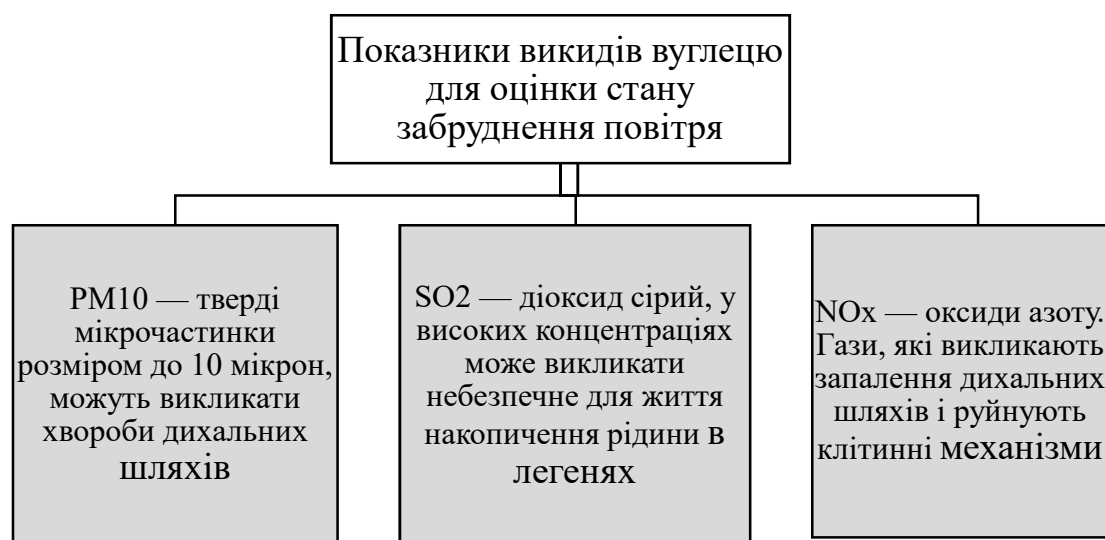 Показники викидів вуглецю
для оцінки стану
забруднення повітря
PM10 — тверді
мікрочастинки
розміром до 10 мікрон,
можуть викликати
хвороби дихальних
шляхів
SO2 — діоксид сірий, у
високих концентраціях
може викликати
небезпечне для життя
накопичення рідини в
легенях
NOx — оксиди азоту.
Гази, які викликають
запалення дихальних
шляхів і руйнують
клітинні механізми